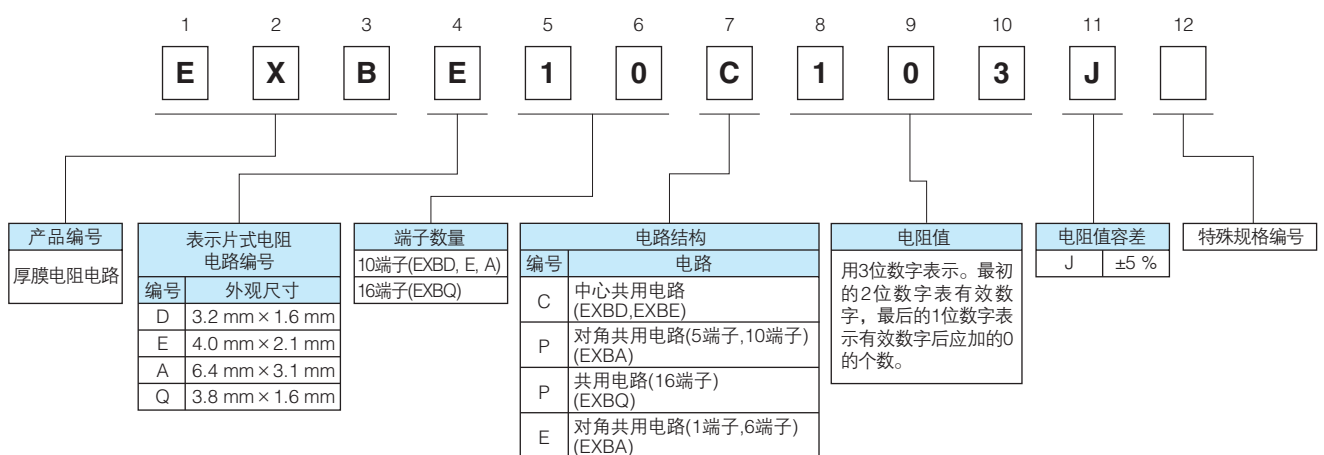 1 2 3 4 5 6 7 8 9 10 11 12
E X B E 1 0 C 1 0 3 J
产品编号
厚膜电阻电路
表示片式电阻
电路编号
编号 外观尺寸
D 3.2 mm×1.6 mm
E 4.0 mm×2.1 mm
A 6.4 mm×3.1 mm
Q 3.8 mm×1.6 mm
端子数量
10端子(EXBD, E, A)
16端子(EXBQ)
电路结构
编号 电路
C 中心共用电路
(EXBD,EXBE)
P 对角共用电路(5端子,10端子)
(EXBA)
P 共用电路(16端子)
(EXBQ)
E 对角共用电路(1端子,6端子)
(EXBA)
电阻值
用3位数字表示。最初
的2位数字表有效数
字，最后的1位数字表
示有效数字后应加的0
的个数。
电阻值容差
J ±5 %
特殊规格编号